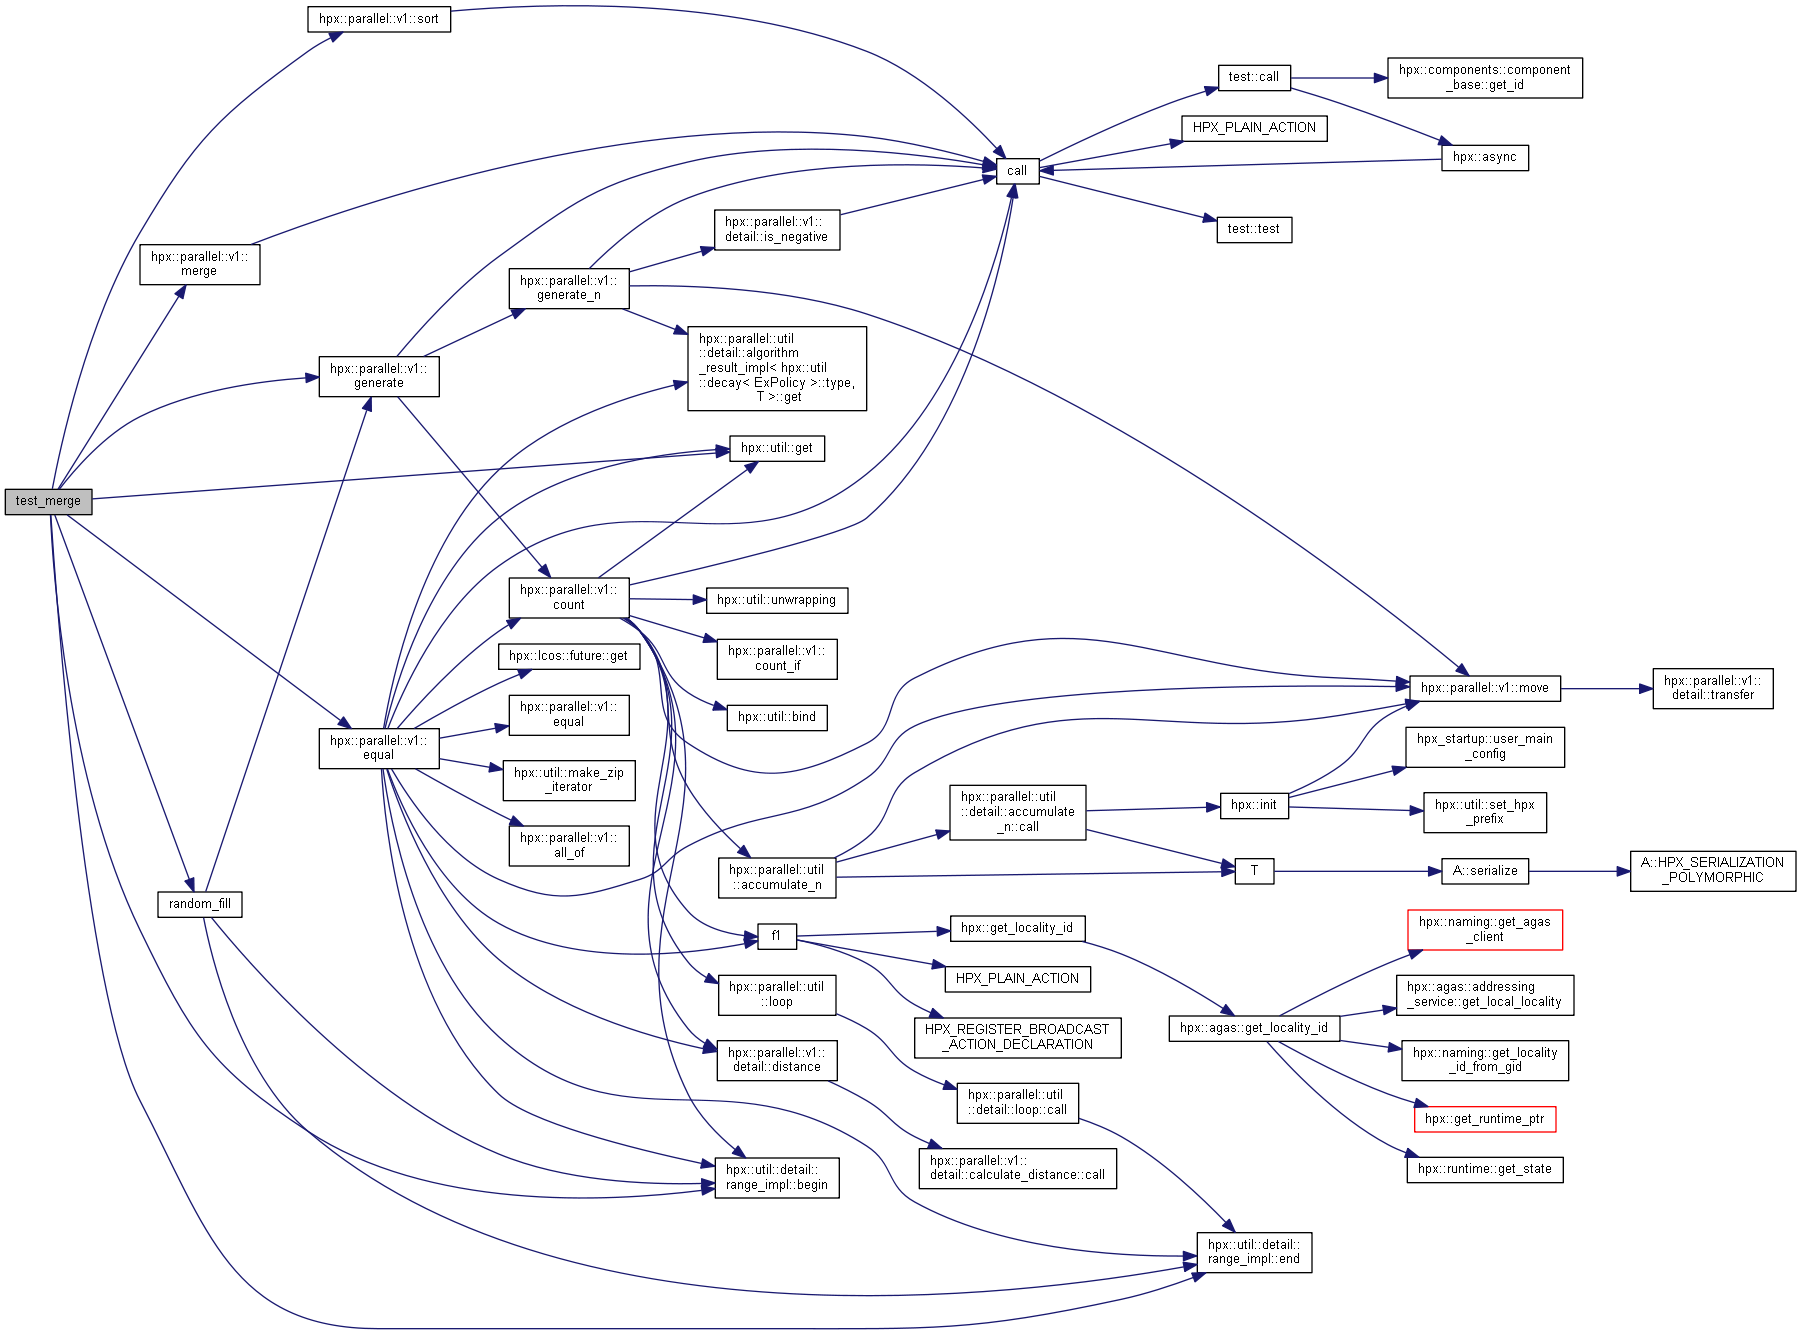 hpx::parallel::v1::sort
test::call
hpx::components::component
_base::get_id
HPX_PLAIN_ACTION
hpx::async
call
test::test
hpx::parallel::v1::
detail::is_negative
hpx::parallel::v1::
merge
hpx::parallel::v1::
generate_n
hpx::parallel::util
::detail::algorithm
_result_impl< hpx::util
::decay< ExPolicy >::type,
T >::get
hpx::parallel::v1::
generate
hpx::util::get
test_merge
hpx::parallel::v1::
count
hpx::util::unwrapping
hpx::lcos::future::get
hpx::parallel::v1::
count_if
hpx::parallel::v1::move
hpx::parallel::v1::
detail::transfer
hpx::parallel::v1::
equal
hpx::util::bind
hpx::parallel::v1::
equal
hpx_startup::user_main
_config
hpx::util::make_zip
_iterator
hpx::parallel::util
::detail::accumulate
_n::call
hpx::init
hpx::util::set_hpx
_prefix
hpx::parallel::v1::
all_of
hpx::parallel::util
::accumulate_n
T
A::serialize
A::HPX_SERIALIZATION
_POLYMORPHIC
random_fill
f1
hpx::get_locality_id
hpx::naming::get_agas
_client
HPX_PLAIN_ACTION
hpx::parallel::util
::loop
hpx::agas::addressing
_service::get_local_locality
HPX_REGISTER_BROADCAST
_ACTION_DECLARATION
hpx::agas::get_locality_id
hpx::parallel::v1::
detail::distance
hpx::naming::get_locality
_id_from_gid
hpx::parallel::util
::detail::loop::call
hpx::get_runtime_ptr
hpx::util::detail::
range_impl::begin
hpx::parallel::v1::
detail::calculate_distance::call
hpx::runtime::get_state
hpx::util::detail::
range_impl::end